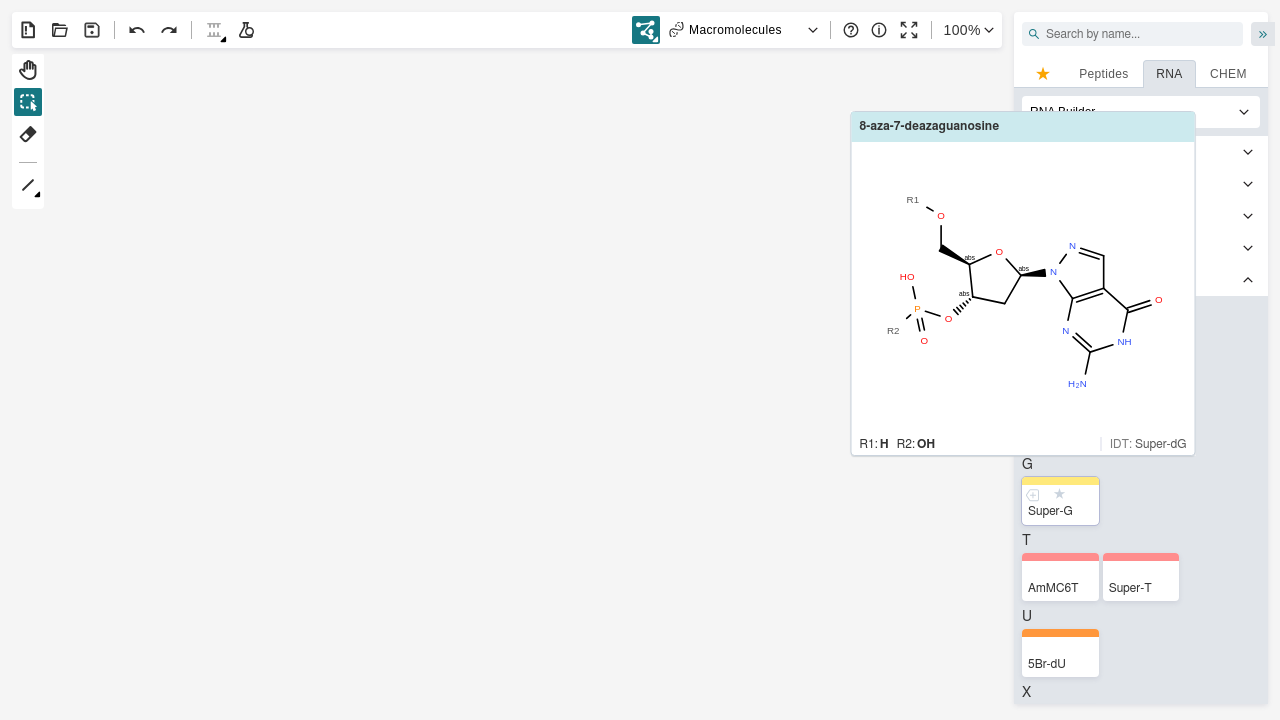 Macromolecules
100%
Search by name...
Peptides
RNA
CHEM
RNA Builder
8-aza-7-deazaguanosine
R1
O
abs
O
abs
N
N
HO
abs
O
P
O
R2
O
N
NH
H2N
R1: H R2: OH
IDT: Super-dG
G
Super-G
T
AmMC6T
Super-T
U
5Br-dU
X